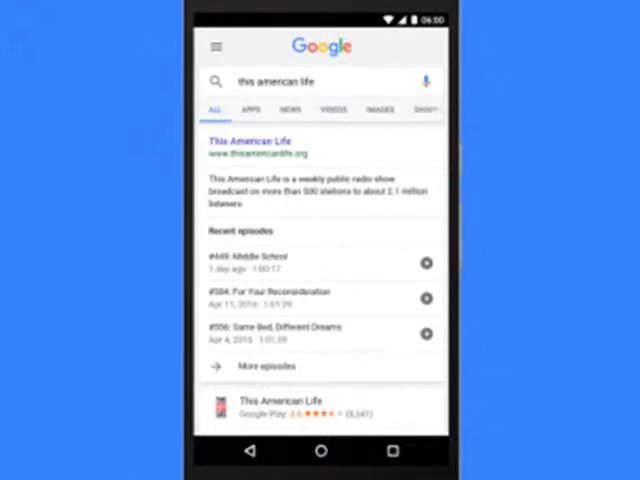 06:00
Google
this american life
ALL APPS NEWS VIDEOS IMAGES
This American Life
www.thisamericanlife.org
This American Life is a weekly public radio show
broadcast on more than 500 stations to about 2.1 million
listeners.
Recent episodes
#449: Middle School
1 day ago · 1:00:17
#584: For Your Reconsideration
Apr 11, 2016 · 1:01:29
#556: Same Bed, Different Dreams
Apr 4, 2016 · 1:01:39
More episodes
This American Life
Google Play: